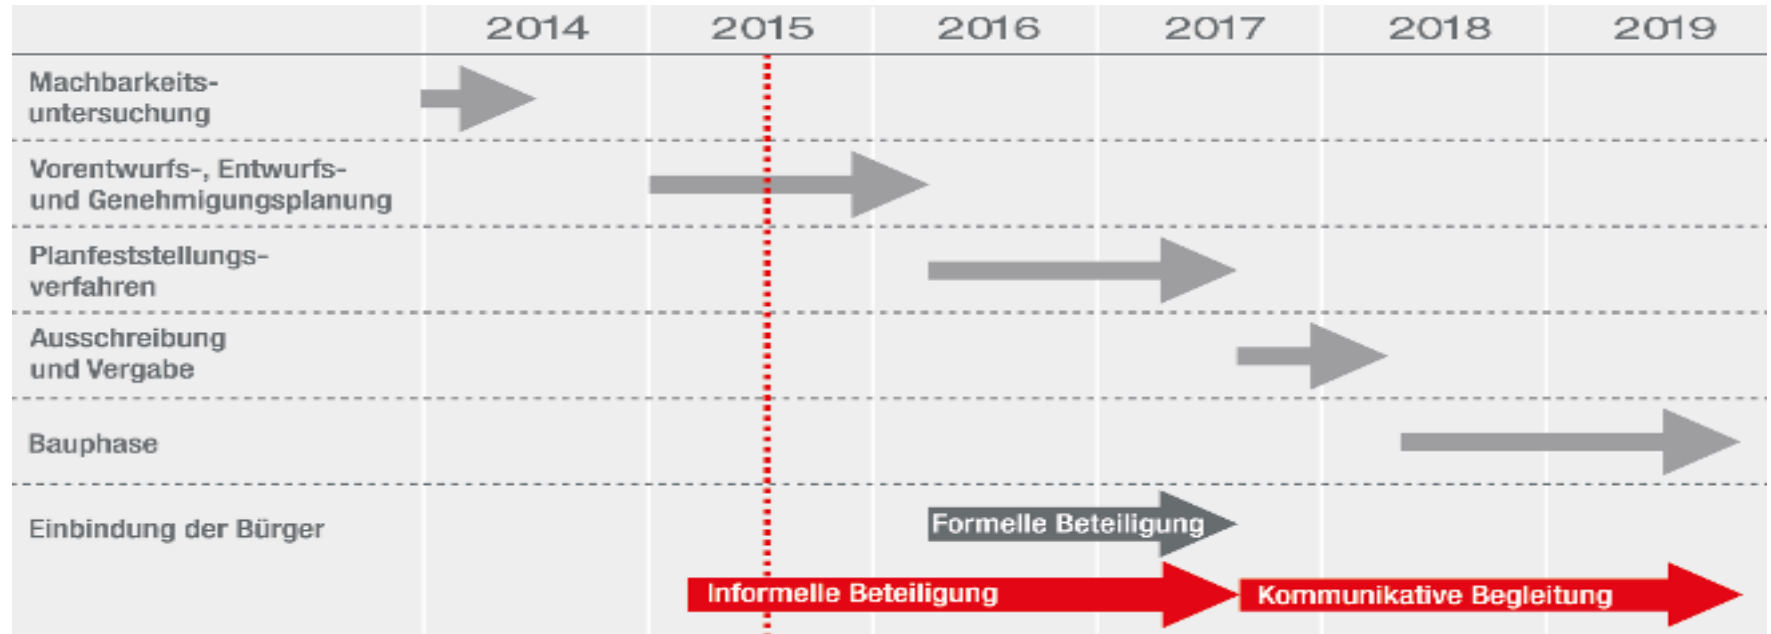 2014 2015 2016 2017 2018 2019
Machbarkeits-
untersuchung
Vorentwurfs-, Entwurfs-
und Genehmigungsplanung
Planfeststellungs-
verfahren
Ausschreibung
und Vergabe
Bauphase
Einbindung der Bürger
Formelle Beteiligung
Informelle Beteiligung
Kommunikative Begleitung